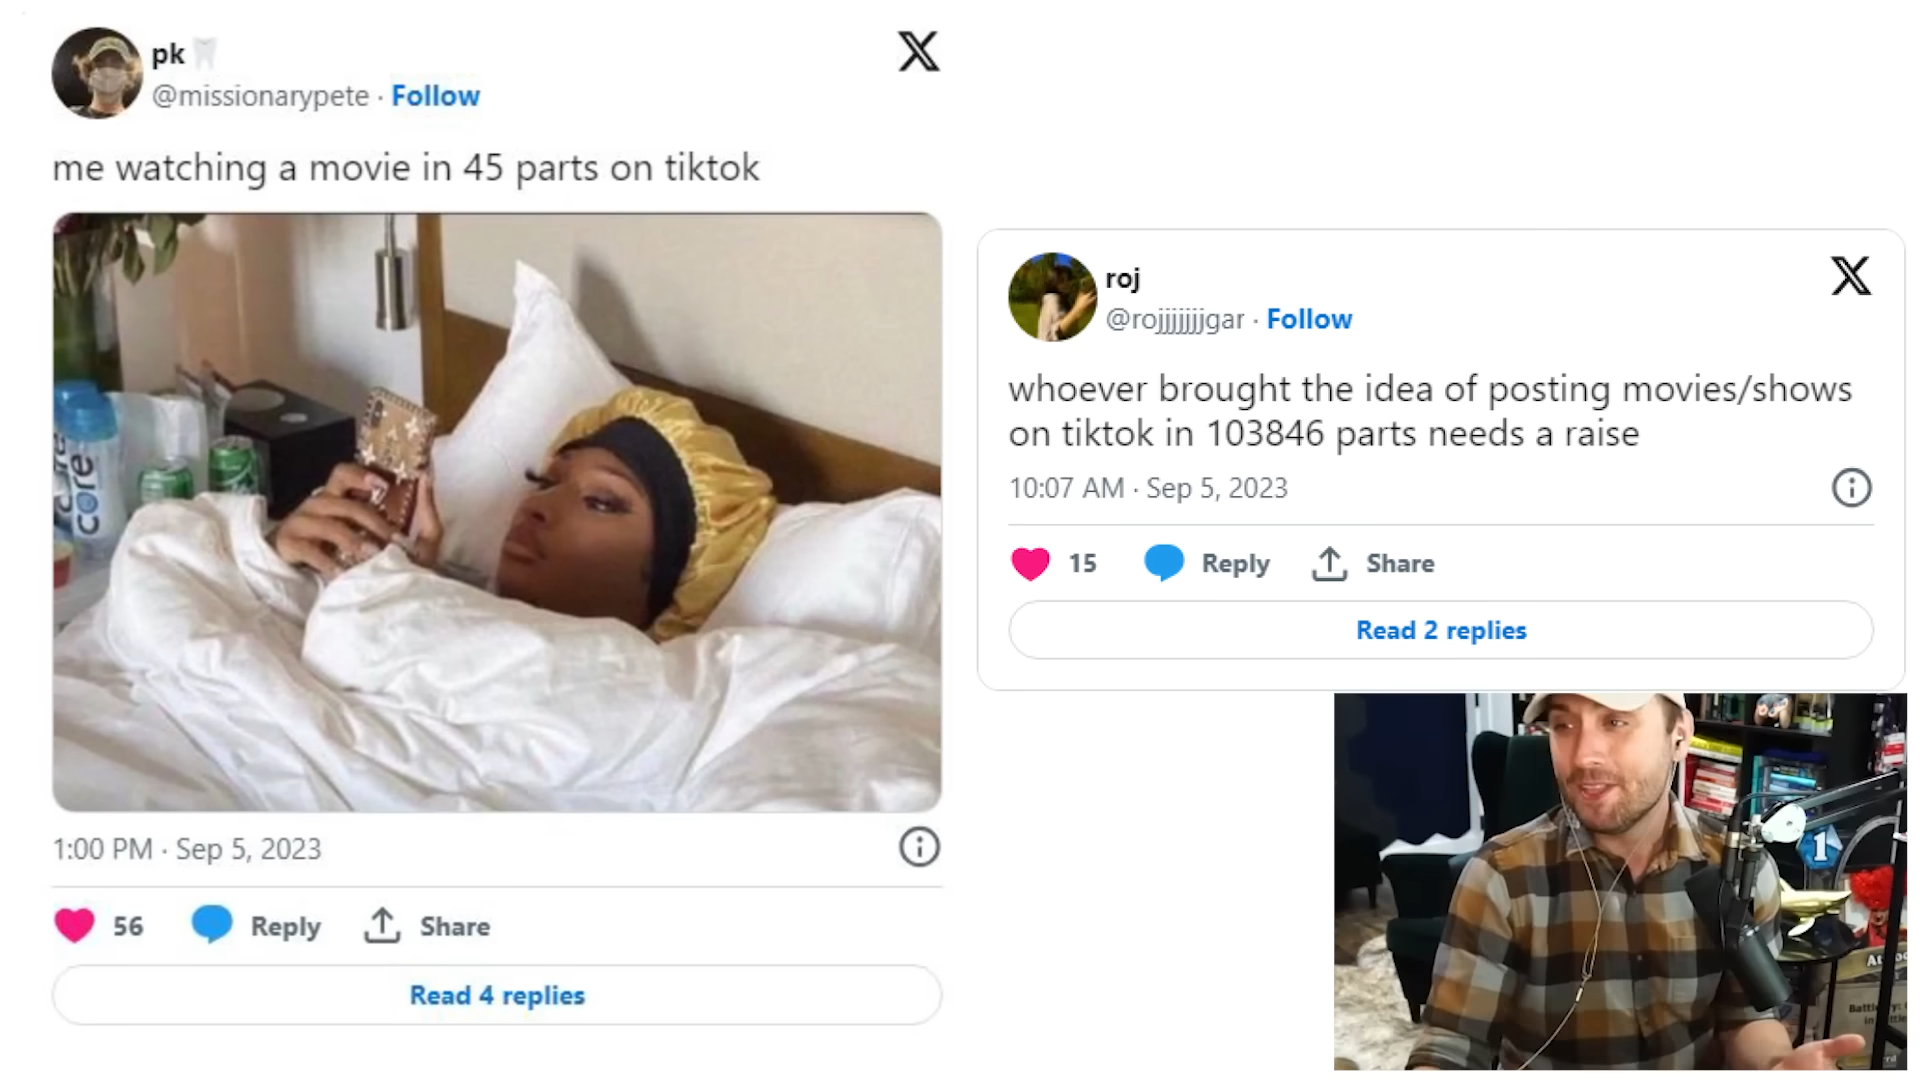 pk
@missionarypete · Follow
me watching a movie in 45 parts on tiktok
core
core
1:00 PM · Sep 5, 2023
56 Reply Share
Read 4 replies
roj
@rojjjjjjjgar · Follow
whoever brought the idea of posting movies/shows
on tiktok in 103846 parts needs a raise
10:07 AM · Sep 5, 2023
15 Reply Share
Read 2 replies
1